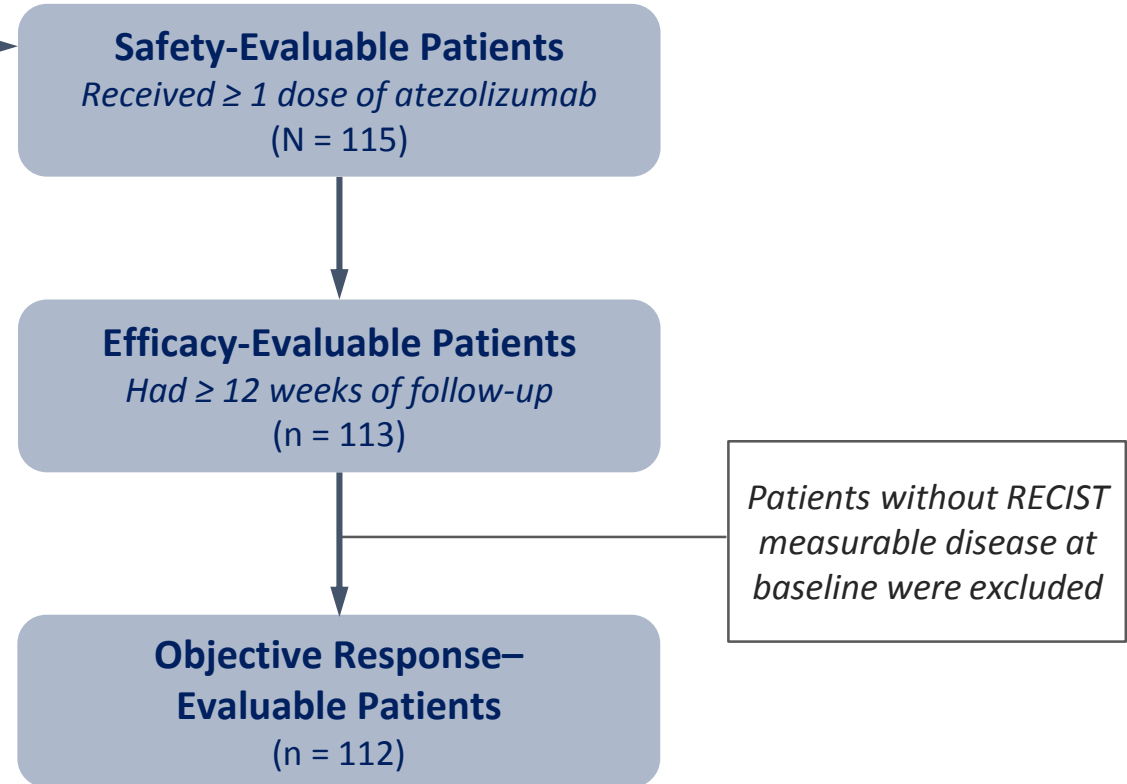 Safety-Evaluable Patients
Received ≥ 1 dose of atezolizumab
(N = 115)
Efficacy-Evaluable Patients
Had ≥ 12 weeks of follow-up
(n = 113)
Patients without RECIST
measurable disease at
baseline were excluded
Objective Response–
Evaluable Patients
(n = 112)